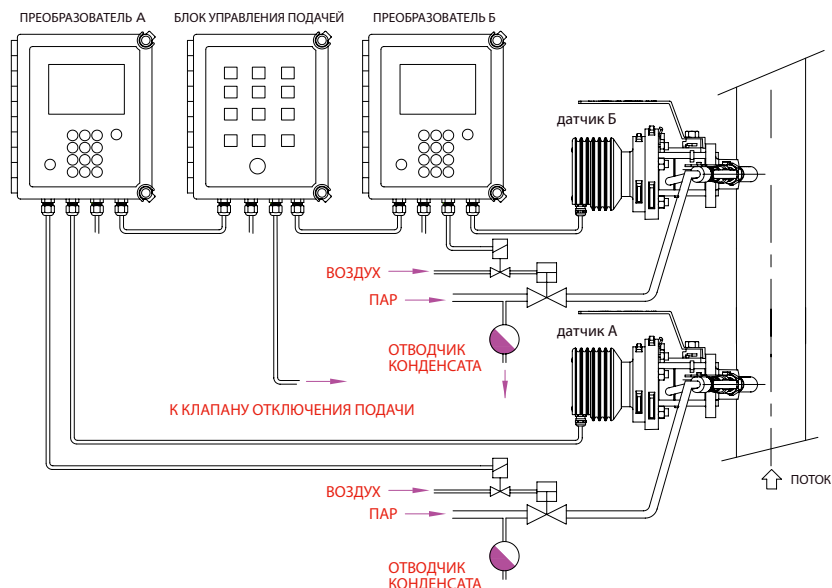 ПРЕОБРАЗОВАТЕЛЬ А
БЛОК УПРАВЛЕНИЯ ПОДАЧЕЙ
ПРЕОБРАЗОВАТЕЛЬ Б
датчик Б
ВОЗДУХ
ПАР
ОТВОДЧИК
КОНДЕНСАТА
датчик А
К КЛАПАНУ ОТКЛЮЧЕНИЯ ПОДАЧИ
ПОТОК
ВОЗДУХ
ПАР
ОТВОДЧИК
КОНДЕНСАТА